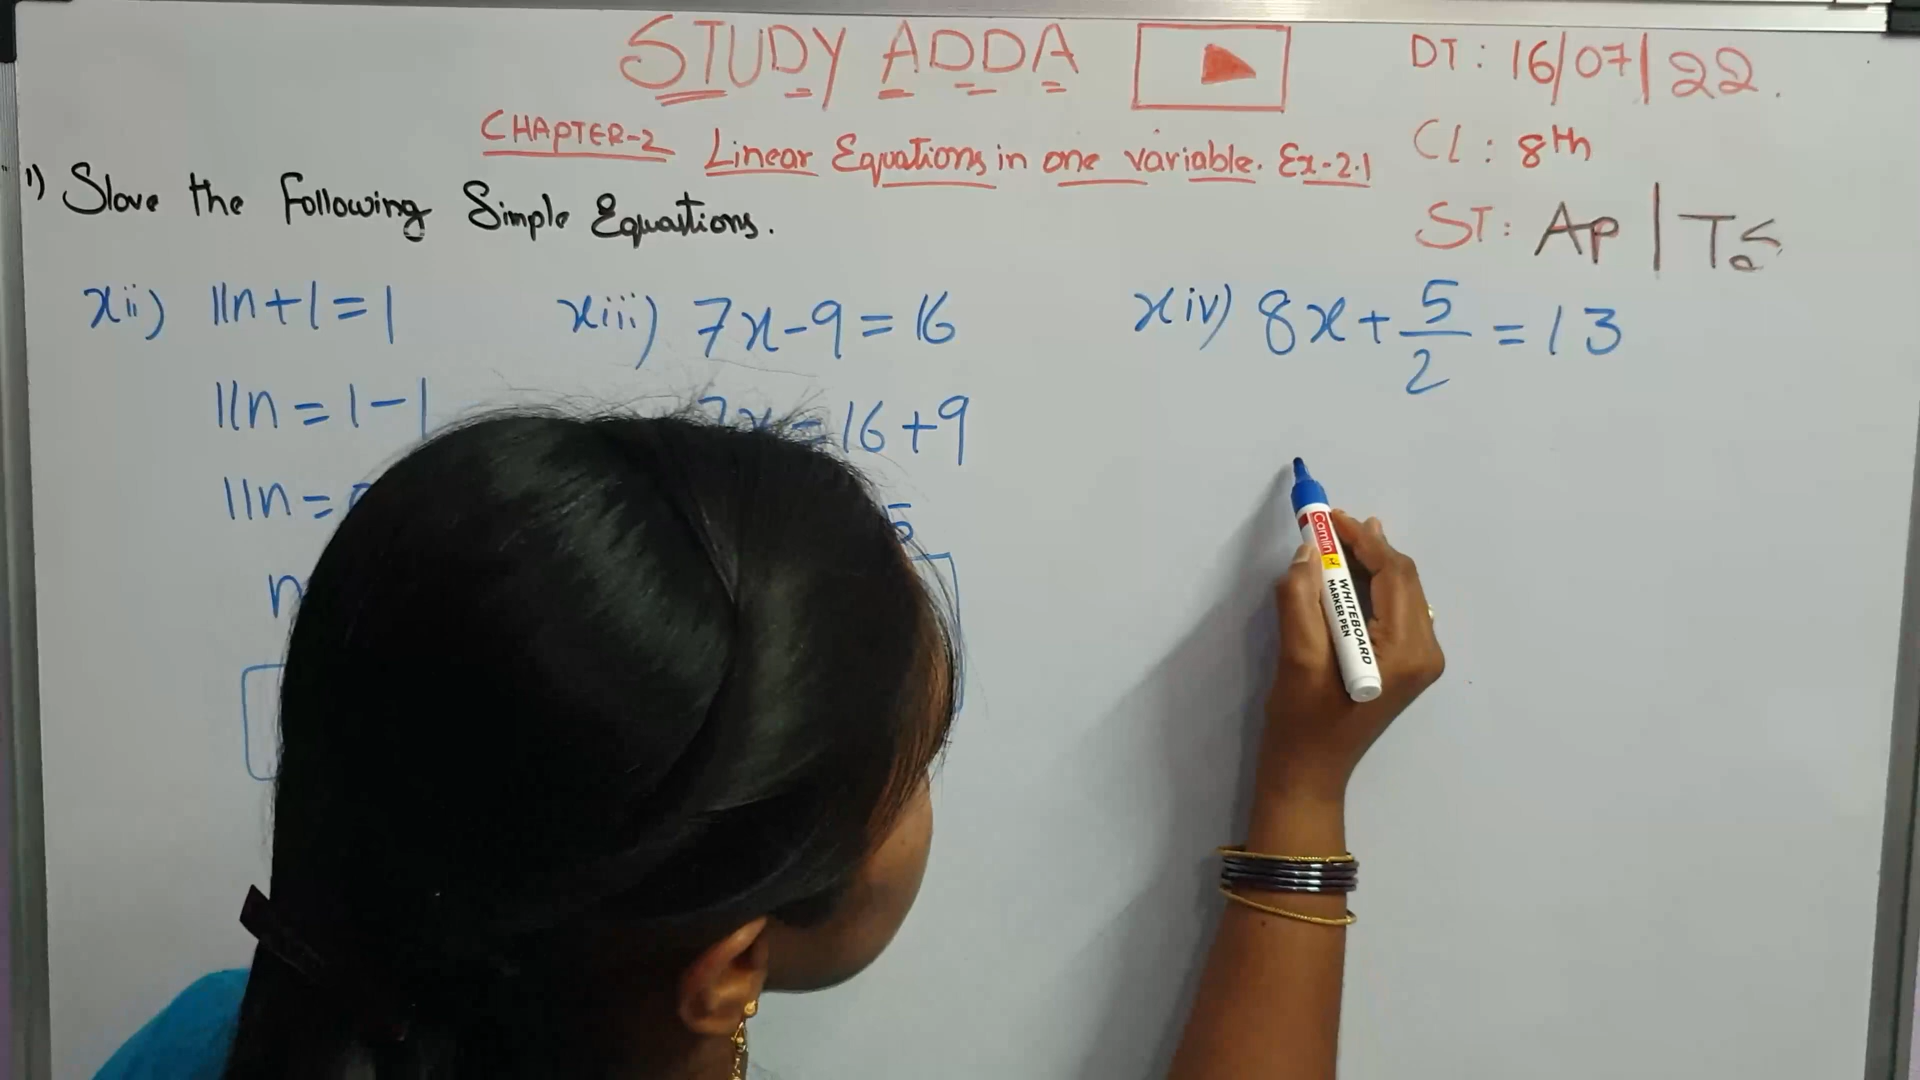 STUDY ADDA
DT: 16/07/22.
CHAPTER-2 Linear Equations in one variable. Ex-2.1
CL: 8th
1) Slove the following Simple Equations.
ST: AP | TS
xii) 11n+1=1
11n=1-1
11n=
n
xiii) 7x-9=16
7x=16+9
5
xiv) 8x+5/2=13
Camlin
WHITEBOARD
MARKER PEN